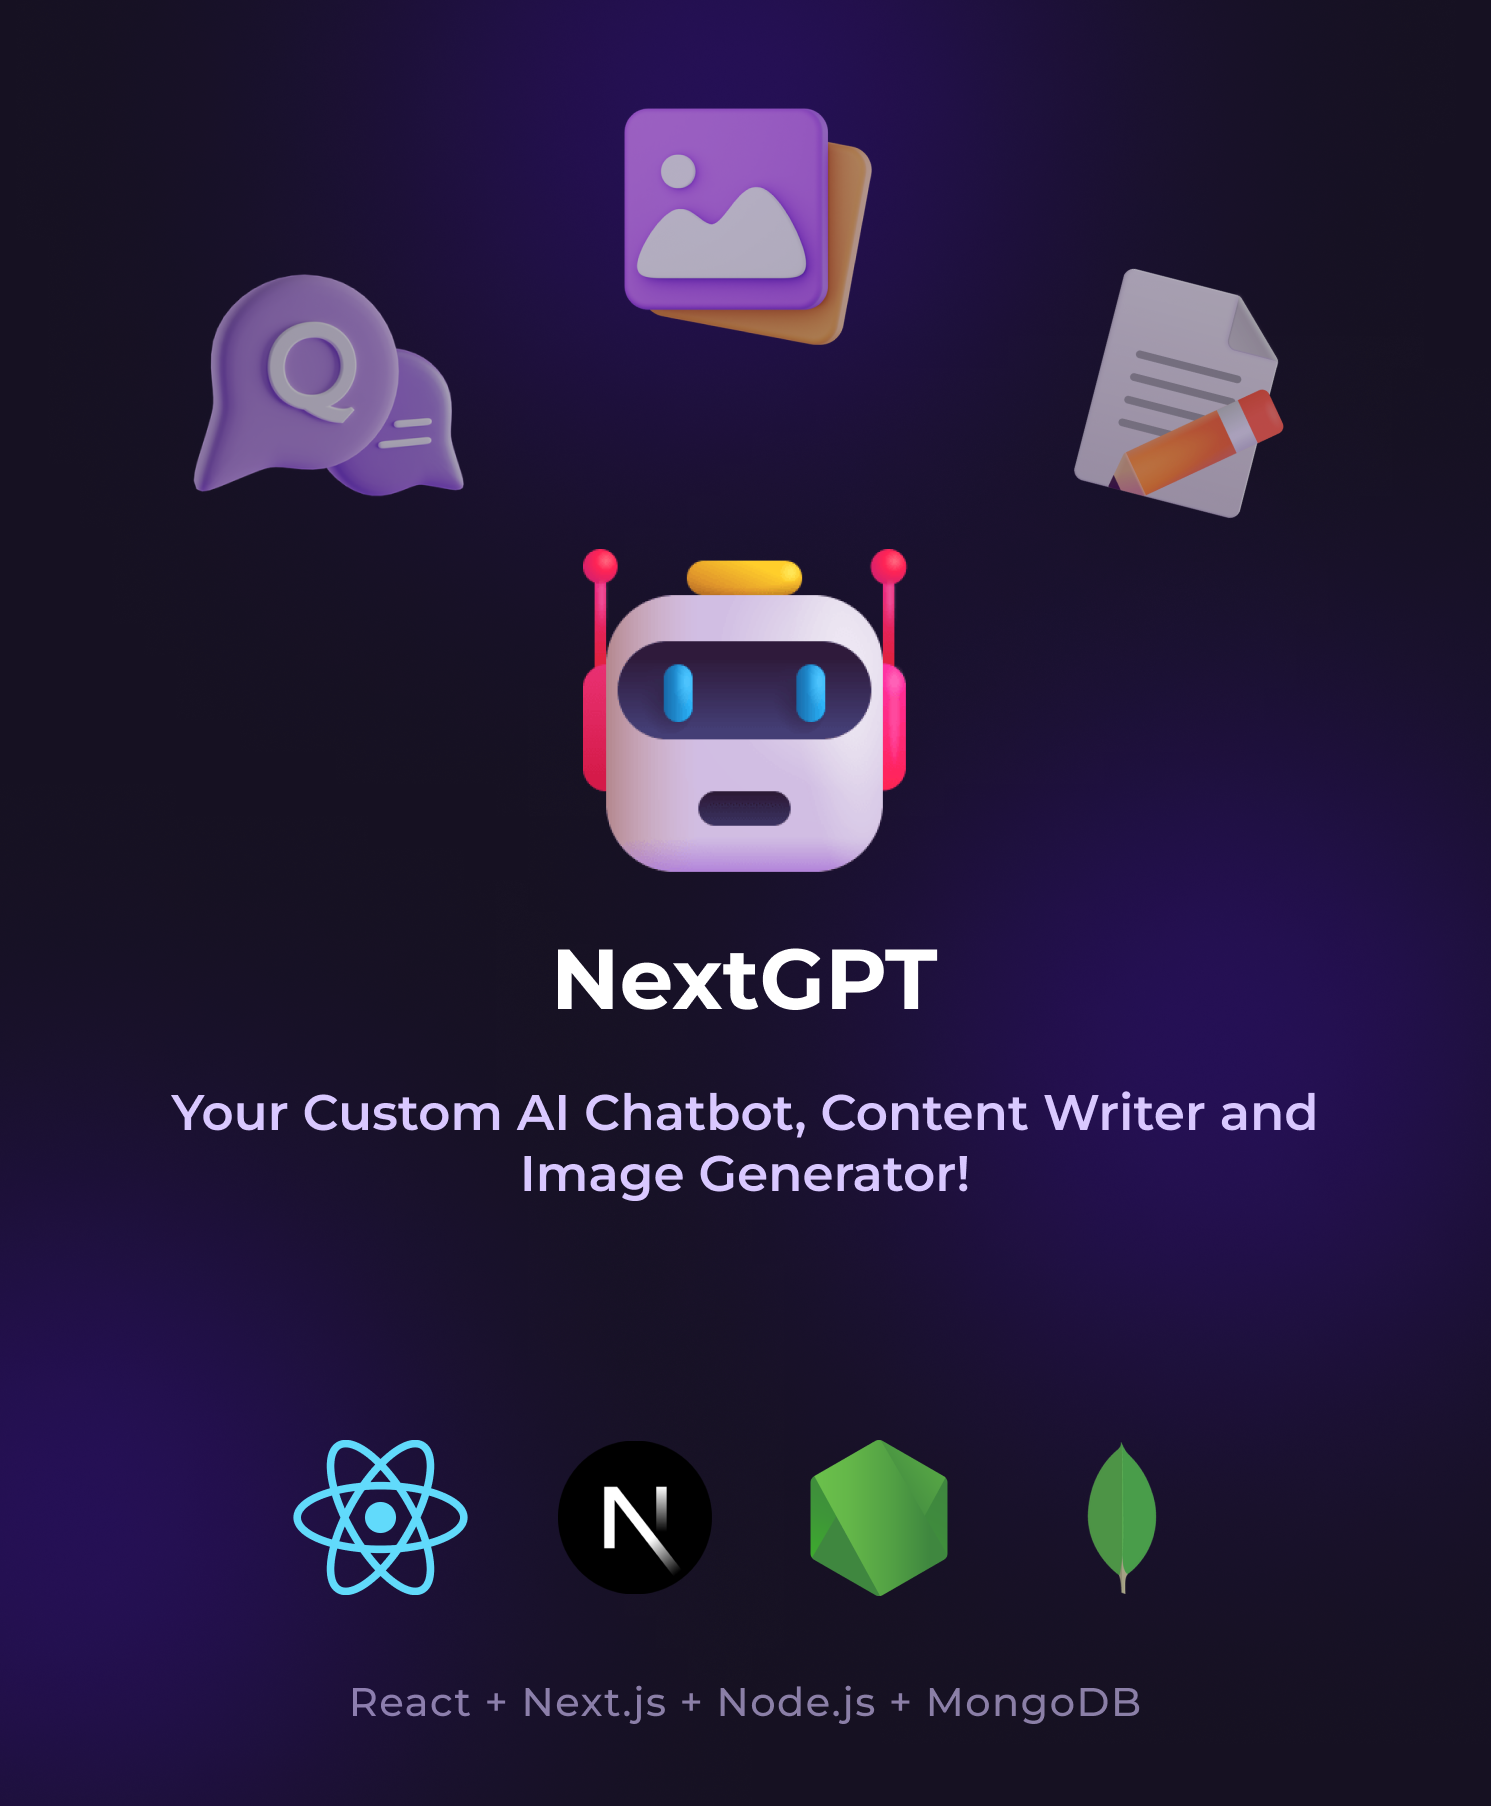 Q
NextGPT
Your Custom AI Chatbot, Content Writer and
Image Generator!
N
React + Next.js + Node.js + MongoDB